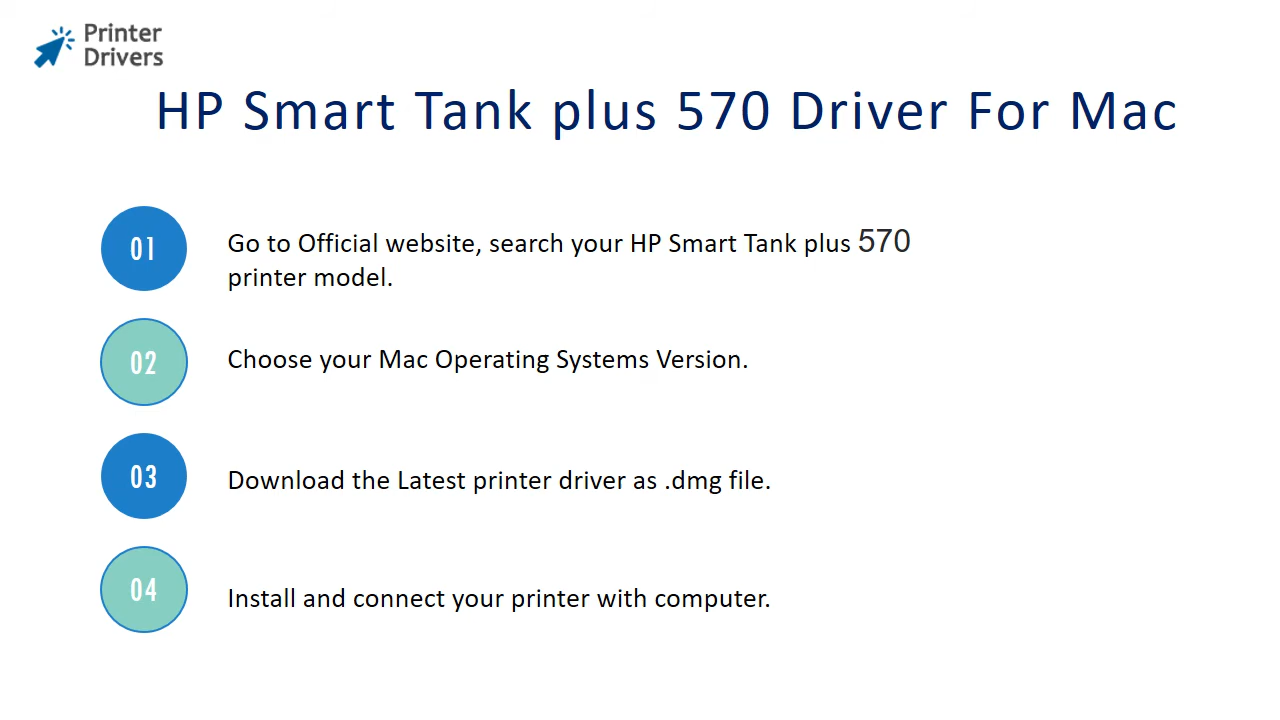 Printer
Drivers
HP Smart Tank plus 570 Driver For Mac
01
Go to Official website, search your HP Smart Tank plus 570
printer model.
02
Choose your Mac Operating Systems Version.
03
Download the Latest printer driver as .dmg file.
04
Install and connect your printer with computer.